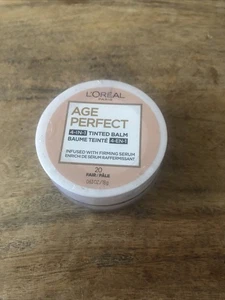 L'ORÉAL
PARIS
AGE
PERFECT
4-IN-1 TINTED BALM
BAUME TEINTÉ 4-EN-1
INFUSED WITH FIRMING SERUM
ENRICHI DE SÉRUM RAFFERMISSANT
20
FAIR / PÂLE